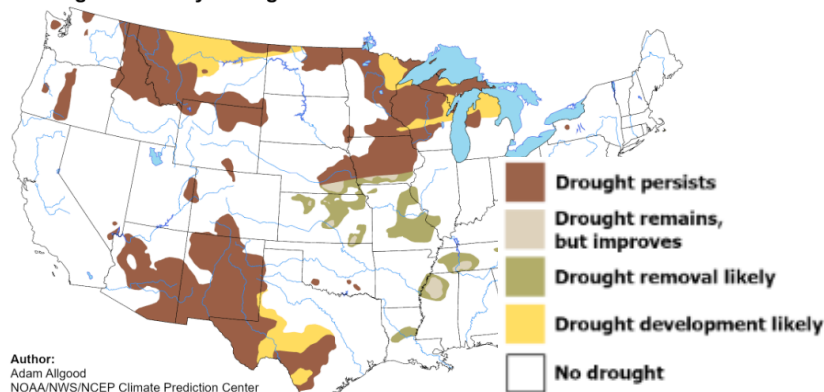 Drought persists
Drought remains,
but improves
Drought removal likely
Drought development likely
No drought
Author:
Adam Allgood
NOAA/NWS/NCEP Climate Prediction Center